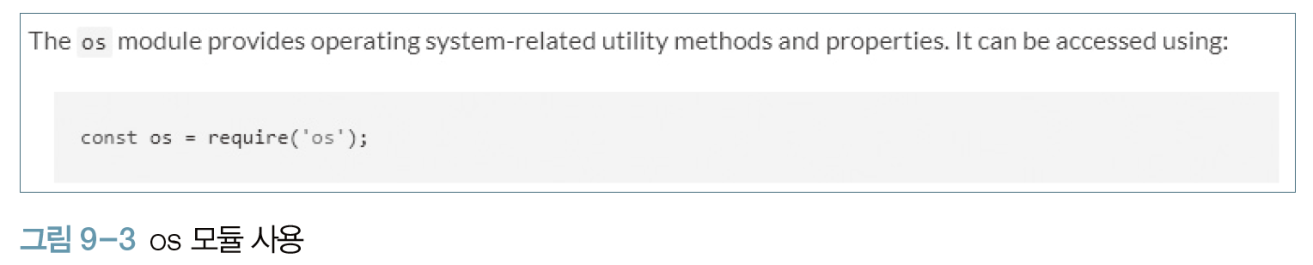 The os module provides operating system-related utility methods and properties. It can be accessed using:
const os = require('os');
그림 9-3 os 모듈 사용